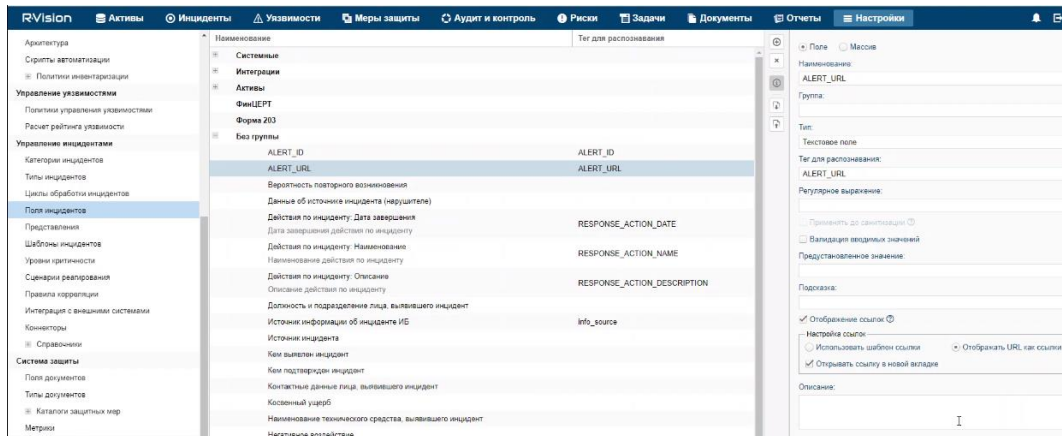 R·Vision Активы Инциденты Уязвимости Меры защиты Аудит и контроль Риски Задачи Документы Отчеты Настройки
Архитектура
Скрипты автоматизации
Политики инвентаризации
Управление уязвимостями
Политики управления уязвимостями
Расчет рейтинга уязвимости
Управление инцидентами
Категории инцидентов
Типы инцидентов
Циклы обработки инцидентов
Поля инцидентов
Представления
Шаблоны инцидентов
Уровни критичности
Сценарии реагирования
Правила корреляции
Интеграция с внешними системами
Коннекторы
Справочники
Система защиты
Поля документов
Типы документов
Каталоги защитных мер
Метрики
Наименование Тег для распознавания
Системные
Интеграции
Активы
ФинЦЕРТ
Форма 203
Без группы
ALERT_ID ALERT_ID
ALERT_URL ALERT_URL
Вероятность повторного возникновения
Данные об источнике инцидента (нарушителе)
Действия по инциденту: Дата завершения
Дата завершения действия по инциденту RESPONSE_ACTION_DATE
Действия по инциденту: Наименование
Наименование действия по инциденту RESPONSE_ACTION_NAME
Действия по инциденту: Описание
Описание действия по инциденту RESPONSE_ACTION_DESCRIPTION
Должность и подразделение лица, выявившего инцидент
Источник информации об инциденте ИБ info_source
Источник инцидента
Кем выявлен инцидент
Кем подтвержден инцидент
Контактные данные лица, выявившего инцидент
Косвенный ущерб
Наименование технического средства, выявившего инцидент
Негативное воздействие
Поле Массив
Наименование:
ALERT_URL
Группа:
Тип:
Текстовое поле
Тег для распознавания:
ALERT_URL
Регулярное выражение:
Применять до санитизации
Валидация вводимых значений
Предустановленное значение:
Подсказка:
Отображение ссылок
Настройка ссылок
Использовать шаблон ссылки Отображать URL как ссылки
Открывать ссылку в новой вкладке
Описание: